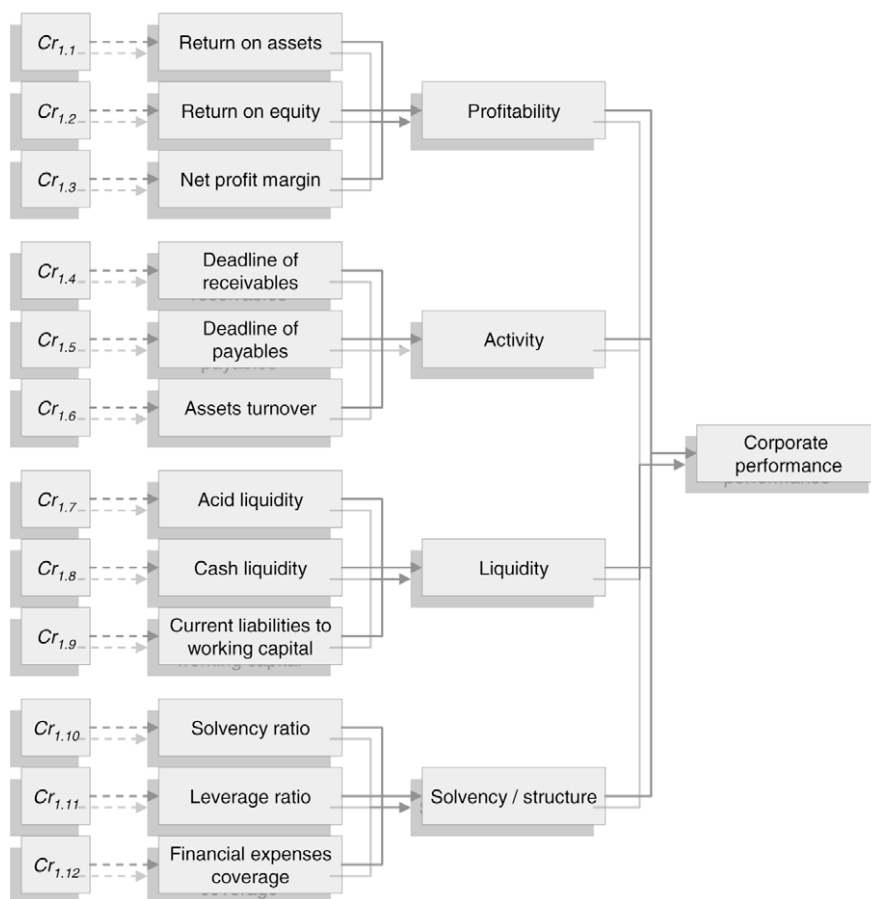 Cr1.1
Return on assets
Cr1.2
Return on equity
Profitability
Cr1.3
Net profit margin
Cr1.4
Deadline of
receivables
Cr1.5
Deadline of
payables
Activity
Cr1.6
Assets turnover
Corporate
performance
Cr1.7
Acid liquidity
Cr1.8
Cash liquidity
Liquidity
Cr1.9
Current liabilities to
working capital
Cr1.10
Solvency ratio
Cr1.11
Leverage ratio
Solvency / structure
Cr1.12
Financial expenses
coverage